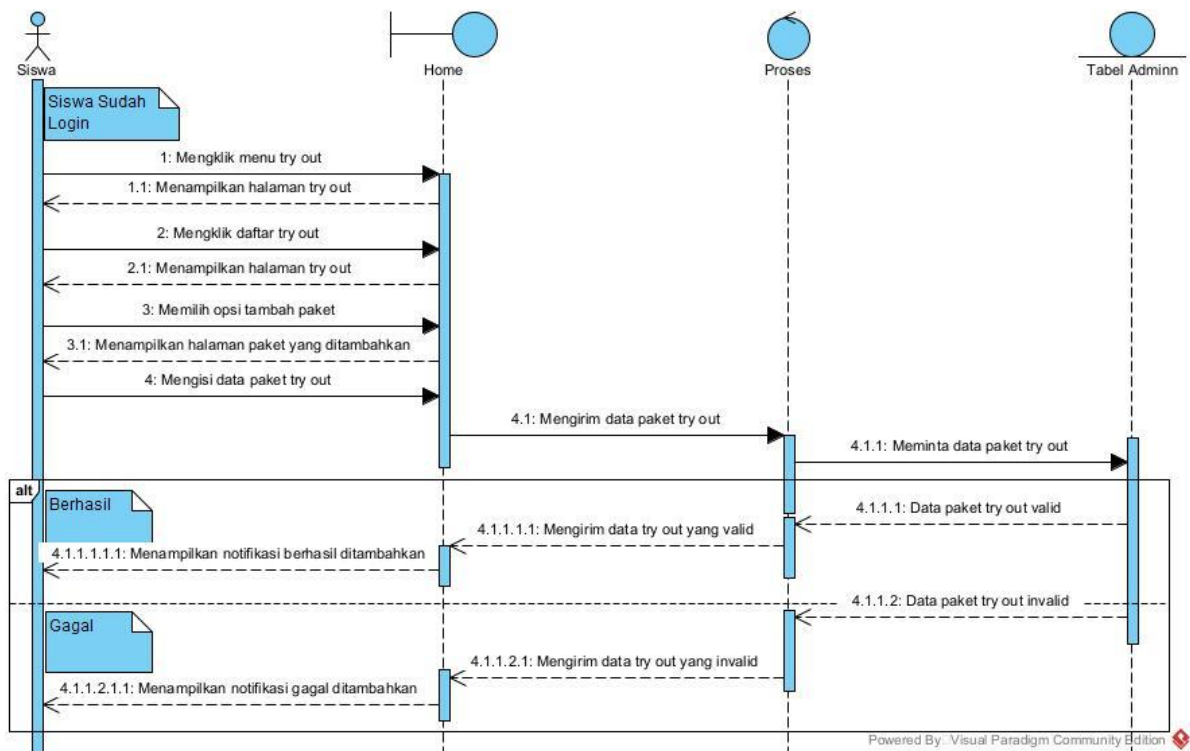 Siswa
Home
Proses
Tabel Adminn
Siswa Sudah
Login
1: Mengklik menu try out
1.1: Menampilkan halaman try out
2: Mengklik daftar try out
2.1: Menampilkan halaman try out
3: Memilih opsi tambah paket
3.1: Menampilkan halaman paket yang ditambahkan
4: Mengisi data paket try out
4.1: Mengirim data paket try out
4.1.1: Meminta data paket try out
alt
Berhasil
4.1.1.1: Data paket try out valid
4.1.1.1.1: Mengirim data try out yang valid
4.1.1.1.1.1: Menampilkan notifikasi berhasil ditambahkan
4.1.1.2: Data paket try out invalid
Gagal
4.1.1.2.1: Mengirim data try out yang invalid
4.1.1.2.1.1: Menampilkan notifikasi gagal ditambahkan
Powered By Visual Paradigm Community Edition